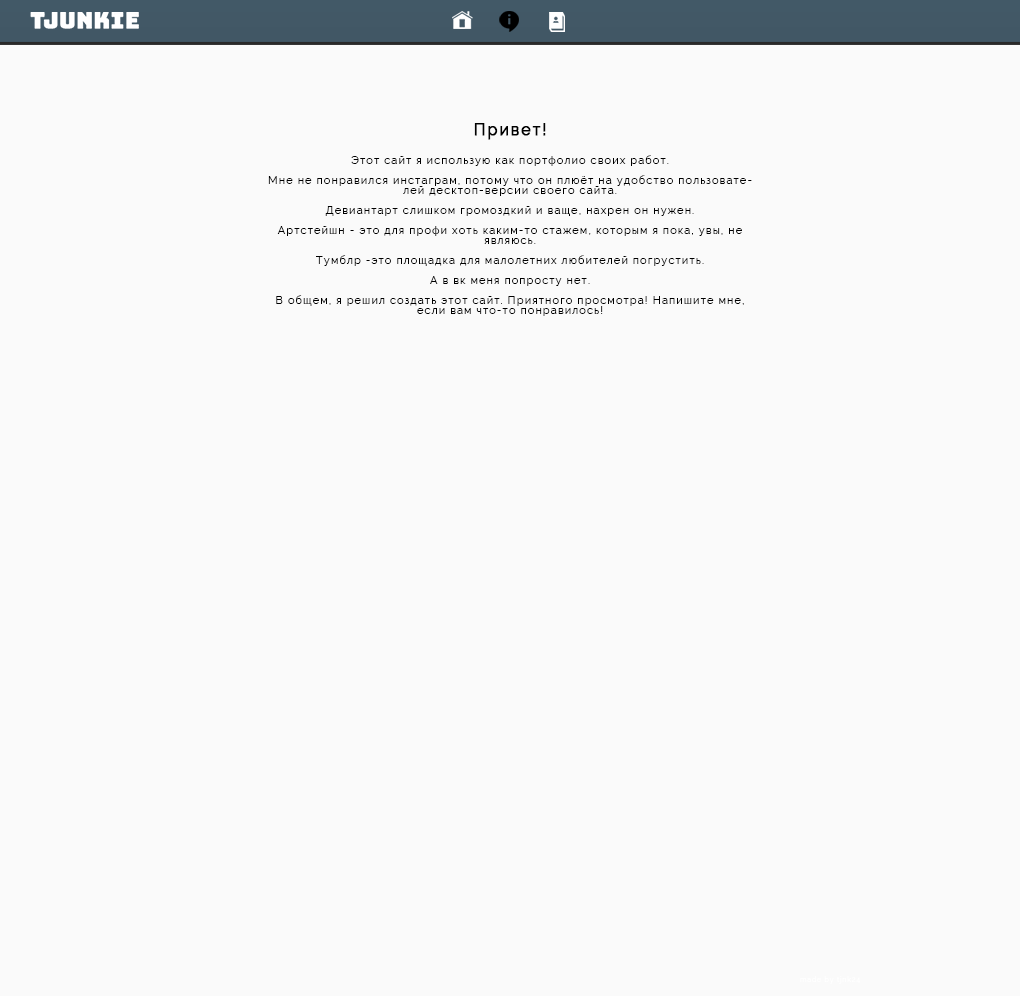 TJUNKIE
Привет!
Этот сайт я использую как портфолио своих работ.
Мне не понравился инстаграм, потому что он плюёт на удобство пользовате-
лей десктоп-версии своего сайта.
Девиантарт слишком громоздкий и ваще, нахрен он нужен.
Артстейшн - это для профи хоть каким-то стажем, которым я пока, увы, не
являюсь.
Тумблр -это площадка для малолетних любителей погрустить.
А в вк меня попросту нет.
В общем, я решил создать этот сайт. Приятного просмотра! Напишите мне,
если вам что-то понравилось!